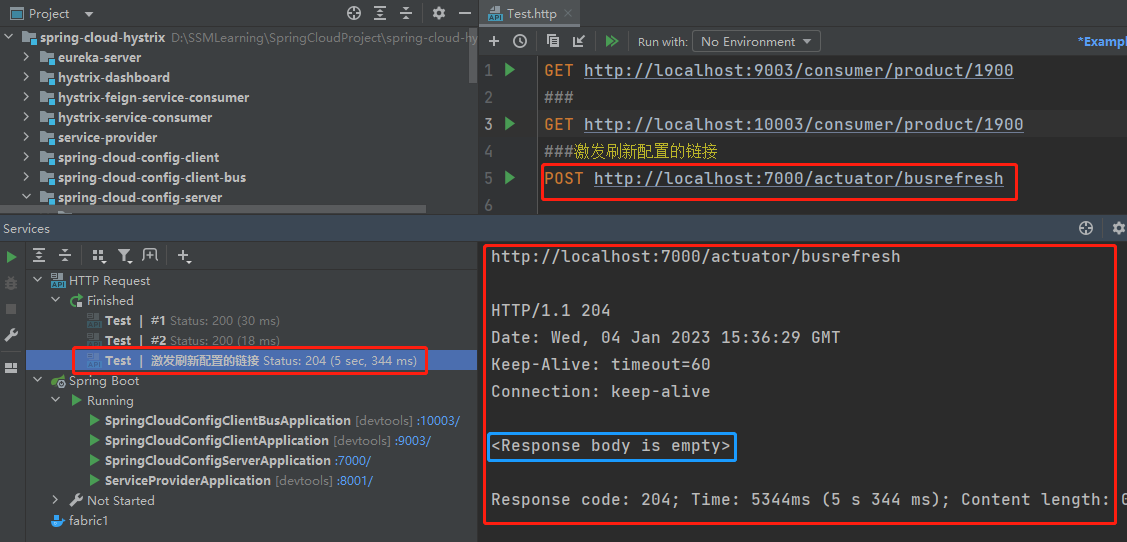 Project
spring-cloud-hystrix D:\SSMLearning\SpringCloudProject\spring-cloud-hy
eureka-server
hystrix-dashboard
hystrix-feign-service-consumer
hystrix-service-consumer
service-provider
spring-cloud-config-client
spring-cloud-config-client-bus
spring-cloud-config-server
Test.http
Run with: No Environment
*Exampl
1 GET http://localhost:9003/consumer/product/1900
2 ###
3 GET http://localhost:10003/consumer/product/1900
4 ###激发刷新配置的链接
5 POST http://localhost:7000/actuator/busrefresh
6
Services
HTTP Request
Finished
Test | #1 Status: 200 (30 ms)
Test | #2 Status: 200 (18 ms)
Test | 激发刷新配置的链接 Status: 204 (5 sec, 344 ms)
Spring Boot
Running
SpringCloudConfigClientBusApplication [devtools] :10003/
SpringCloudConfigClientApplication [devtools] :9003/
SpringCloudConfigServerApplication :7000/
ServiceProviderApplication [devtools] :8001/
Not Started
fabric1
http://localhost:7000/actuator/busrefresh
HTTP/1.1 204
Date: Wed, 04 Jan 2023 15:36:29 GMT
Keep-Alive: timeout=60
Connection: keep-alive
<Response body is empty>
Response code: 204; Time: 5344ms (5 s 344 ms); Content length: 0